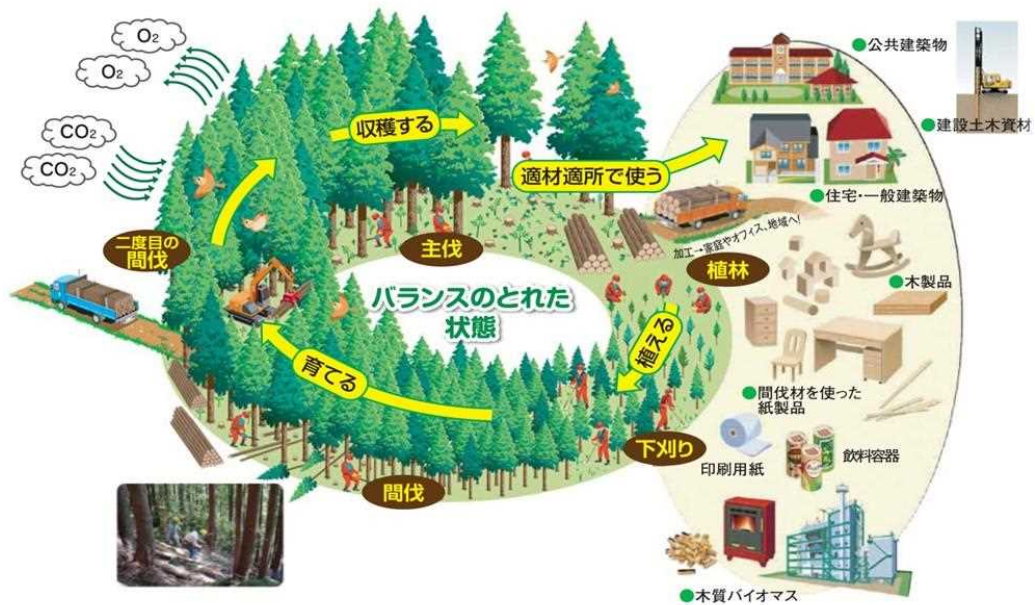 O₂
O₂
CO₂
CO₂
収穫する
適材適所で使う
●公共建築物
●建設土木資材
●住宅・一般建築物
加工→家庭やオフィス、地域へ!
二度目の
間伐
主伐
植林
●木製品
バランスのとれた
状態
植える
育てる
●間伐材を使った
紙製品
下刈り
印刷用紙
飲料容器
間伐
●木質バイオマス